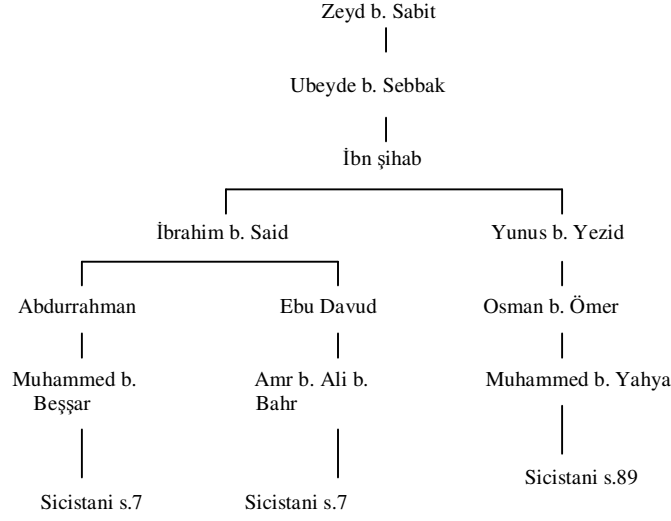 Zeyd b. Sabit
Ubeyde b. Sebbak
İbn şihab
İbrahim b. Said
Yunus b. Yezid
Abdurrahman
Ebu Davud
Osman b. Ömer
Muhammed b.
Beşşar
Amr b. Ali b.
Bahr
Muhammed b. Yahya
Sicistani s.7
Sicistani s.7
Sicistani s.89